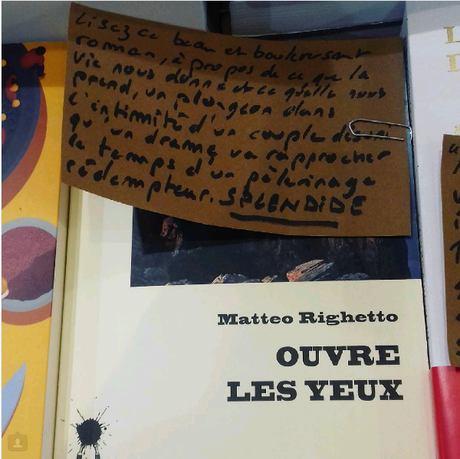 Lisez ce beau et bouleversant
roman, à propos de ce que la
vie nous donne et ce qu'elle nous
prend, un plongeon dans
l'intimité d'un couple désuni
qu'un drame va rapprocher
le temps d'un pèlerinage
rédempteur. SPLENDIDE
Matteo Righetto
OUVRE
LES YEUX